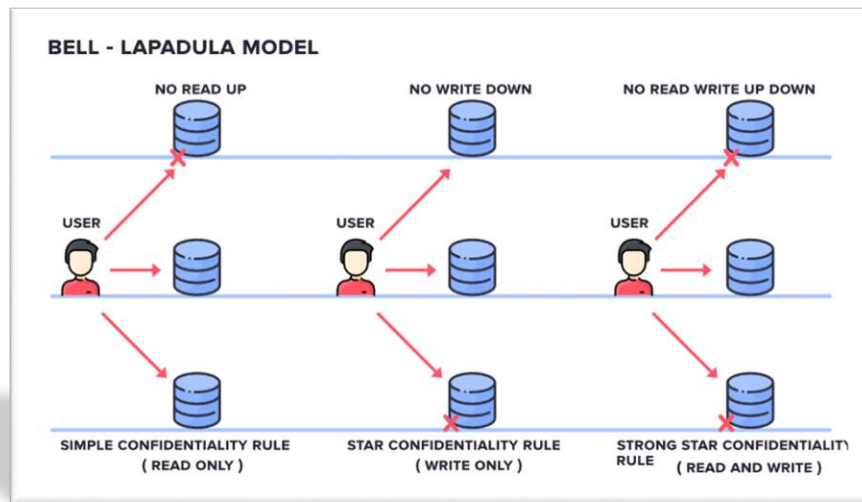 BELL - LAPADULA MODEL
NO READ UP
NO WRITE DOWN
NO READ WRITE UP DOWN
USER
USER
USER
SIMPLE CONFIDENTIALITY RULE
( READ ONLY )
STAR CONFIDENTIALITY RULE
( WRITE ONLY )
STRONG STAR CONFIDENTIALITY
RULE
( READ AND WRITE )